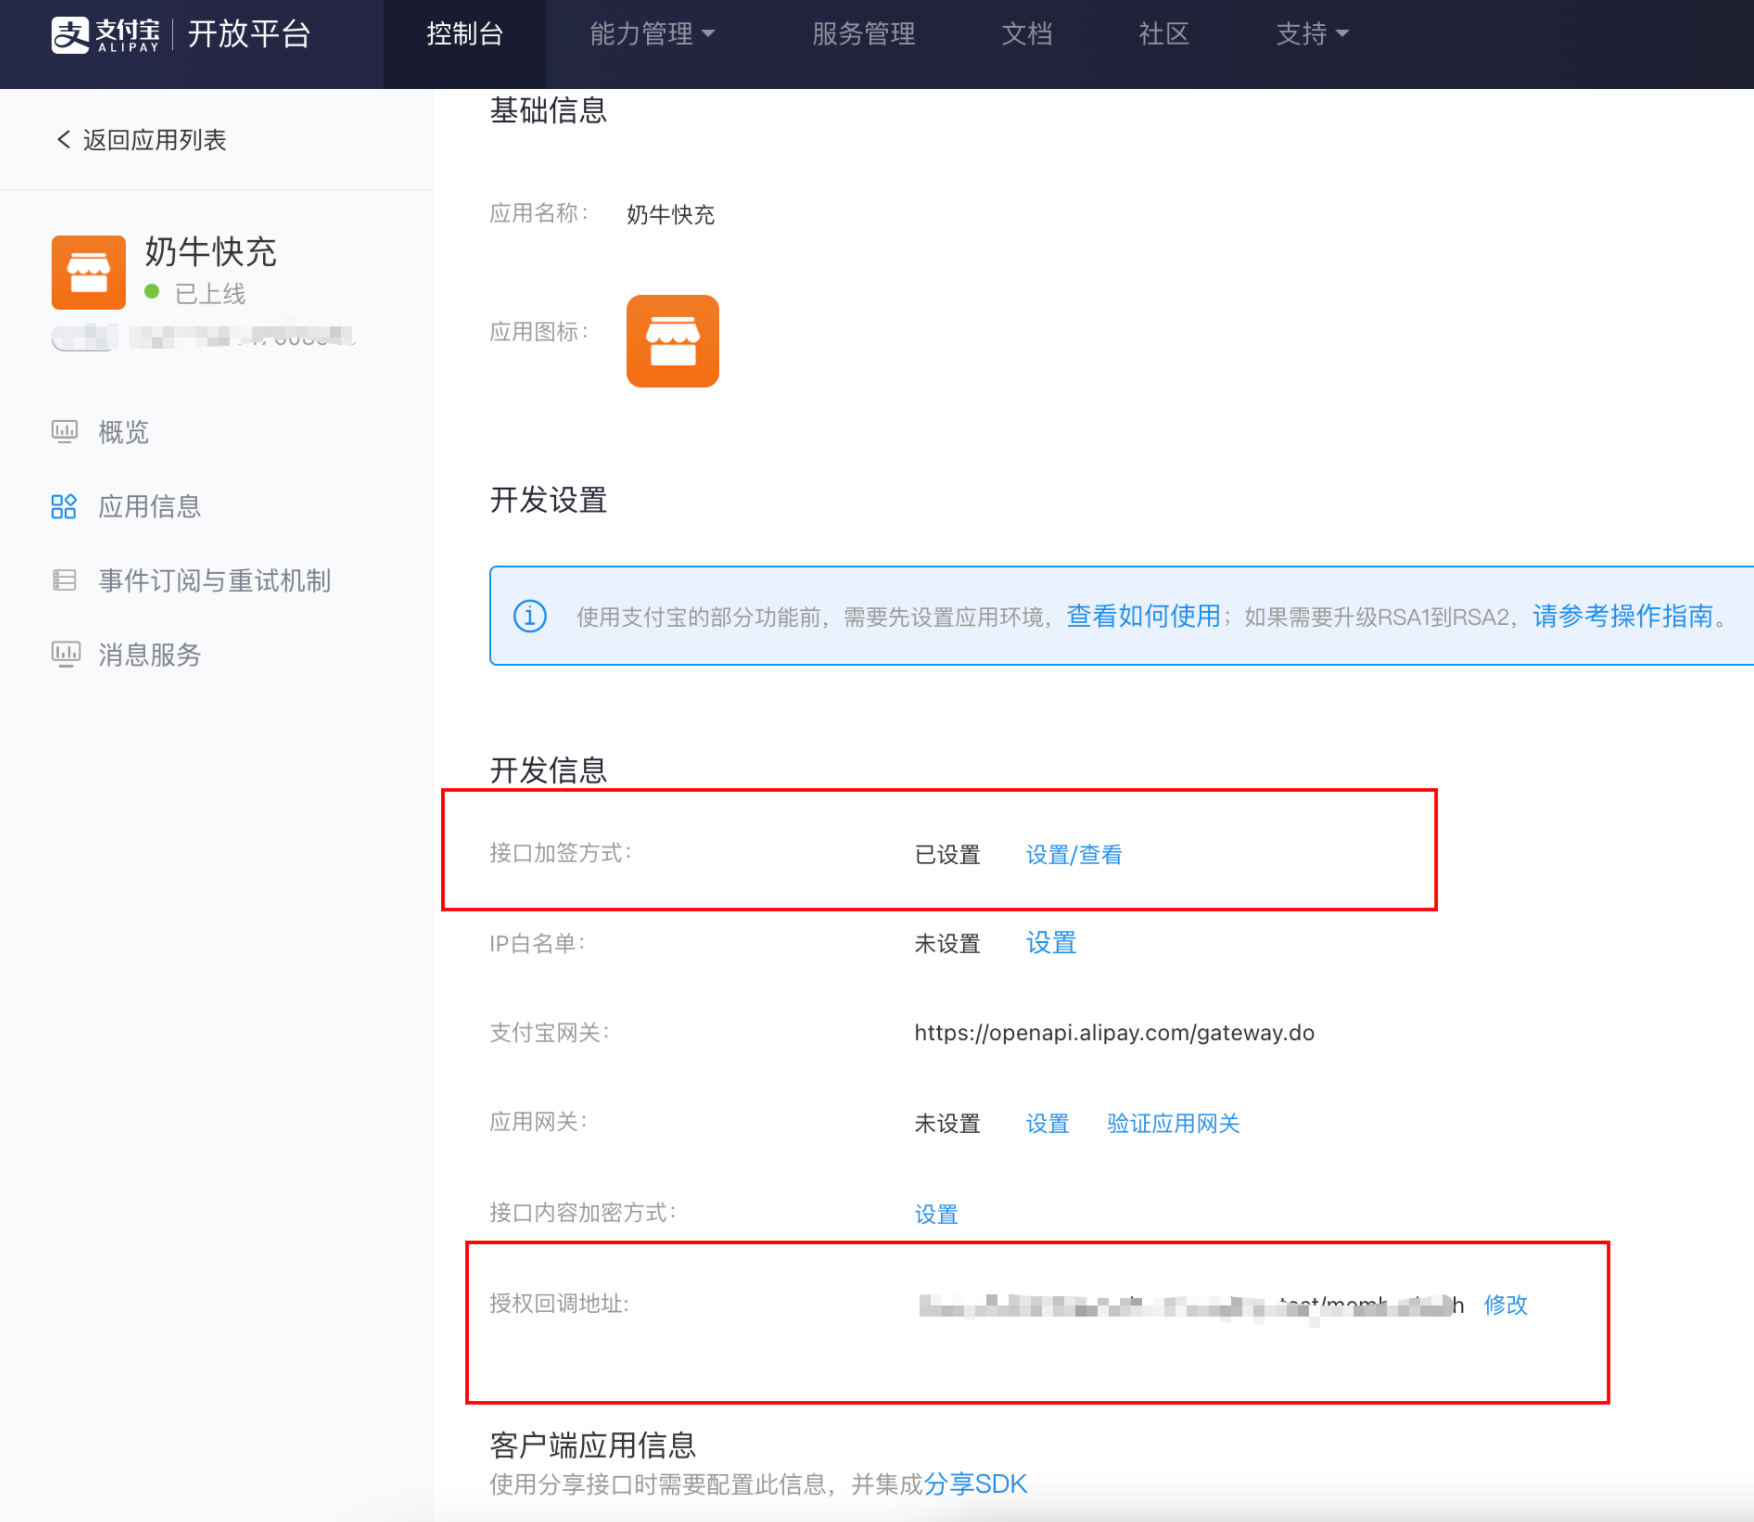 支付宝 ALIPAY 开放平台 控制台 能力管理 服务管理 文档 社区 支持
返回应用列表
奶牛快充
已上线
概览
应用信息
事件订阅与重试机制
消息服务
基础信息
应用名称: 奶牛快充
应用图标:
开发设置
使用支付宝的部分功能前，需要先设置应用环境，查看如何使用；如果需要升级RSA1到RSA2，请参考操作指南。
开发信息
接口加签方式: 已设置 设置/查看
IP白名单: 未设置 设置
支付宝网关: https://openapi.alipay.com/gateway.do
应用网关: 未设置 设置 验证应用网关
接口内容加密方式: 设置
授权回调地址: 修改
客户端应用信息
使用分享接口时需要配置此信息，并集成分享SDK